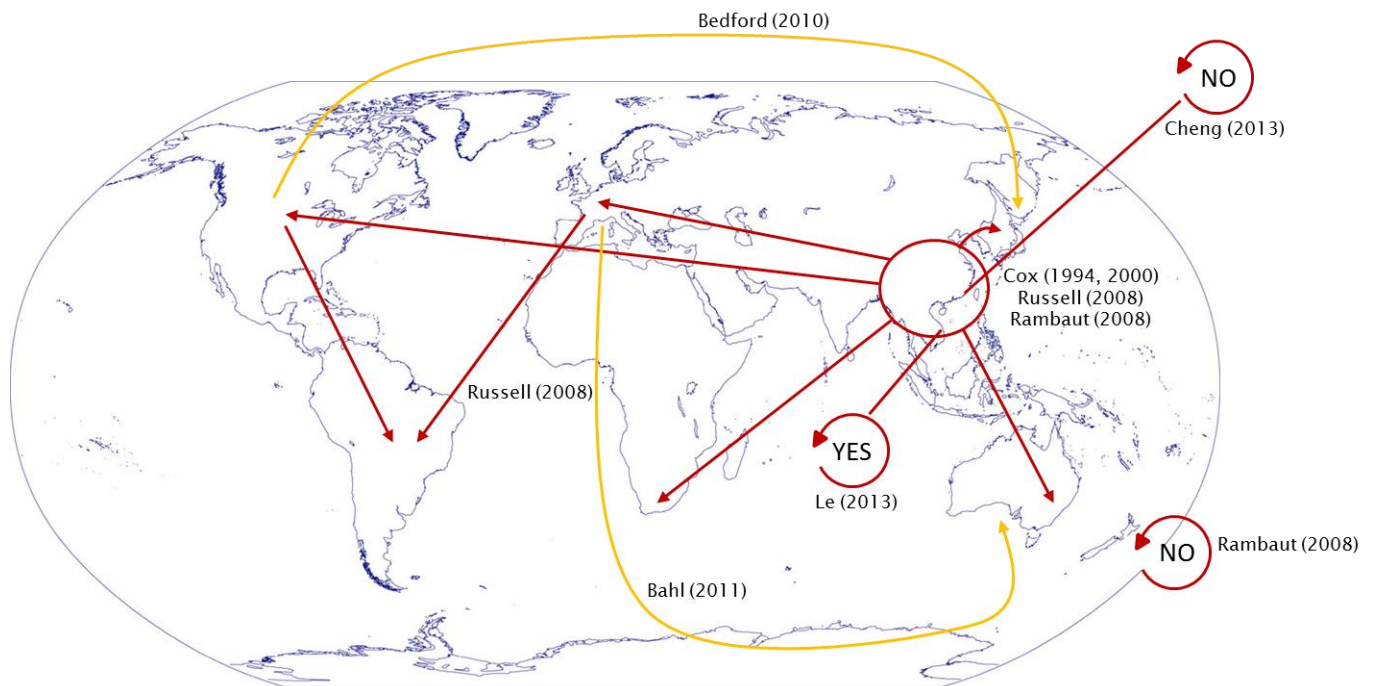 Bedford (2010)
NO
Cheng (2013)
Cox (1994, 2000)
Russell (2008)
Rambaut (2008)
Russell (2008)
YES
Le (2013)
NO
Rambaut (2008)
Bahl (2011)